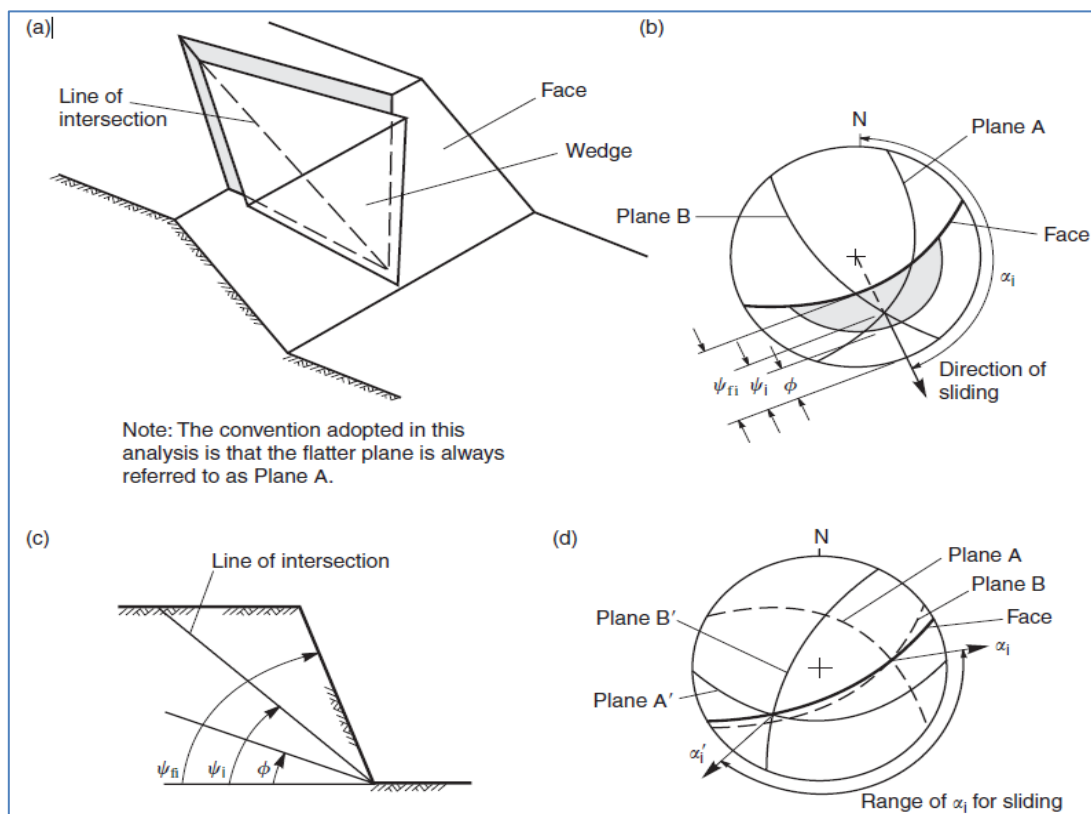 (a)
Line of
intersection
Face
Wedge
Note: The convention adopted in this
analysis is that the flatter plane is always
referred to as Plane A.
(b)
N
Plane A
Plane B
Face
αi
Direction of
sliding
ψfi ψi ϕ
(c)
Line of intersection
ψfi ψi ϕ
(d)
N
Plane A
Plane B
Plane B′
Face
αi
Plane A′
αi′
Range of αi for sliding